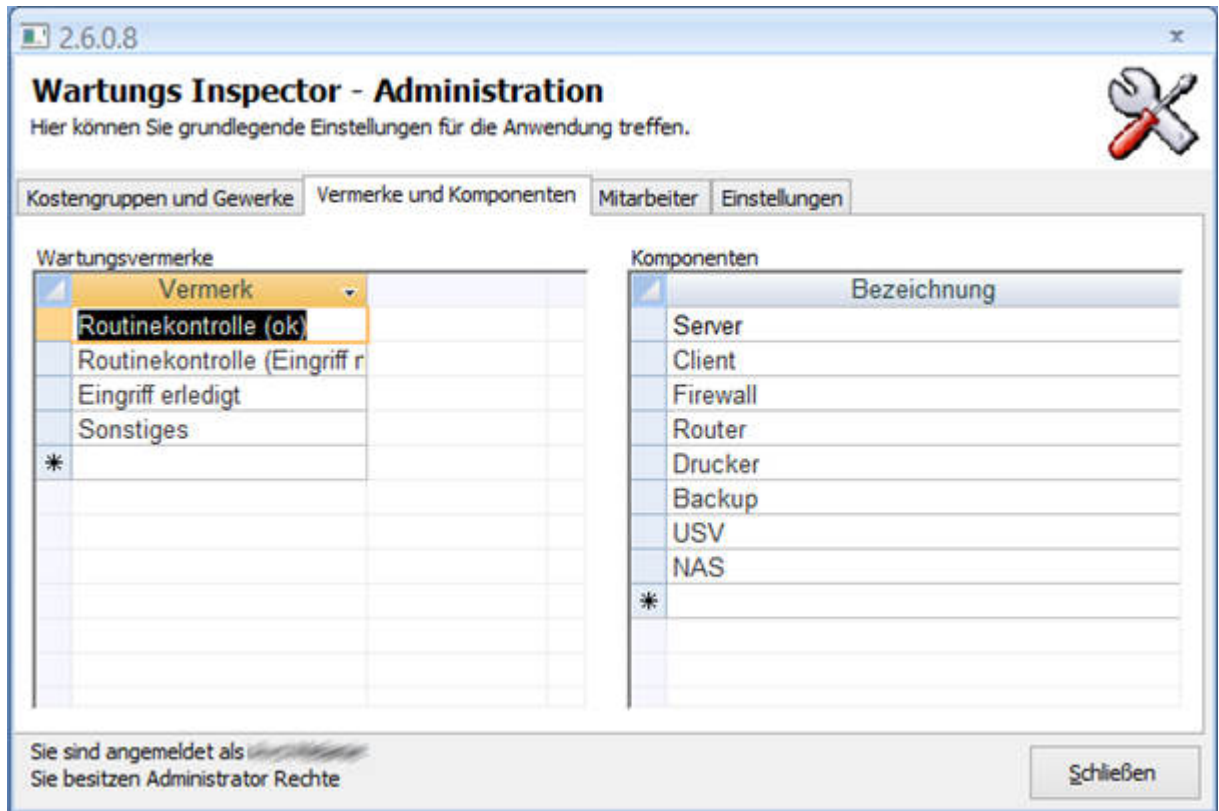 2.6.0.8
Wartungs Inspector - Administration
Hier können Sie grundlegende Einstellungen für die Anwendung treffen.
Kostengruppen und Gewerke Vermerke und Komponenten Mitarbeiter Einstellungen
Wartungsvermerke
Vermerk
Routinekontrolle (ok)
Routinekontrolle (Eingriff
Eingriff erledigt
Sonstiges
Komponenten
Bezeichnung
Server
Client
Firewall
Router
Drucker
Backup
USV
NAS
Sie sind angemeldet als
Sie besitzen Administrator Rechte
Schließen